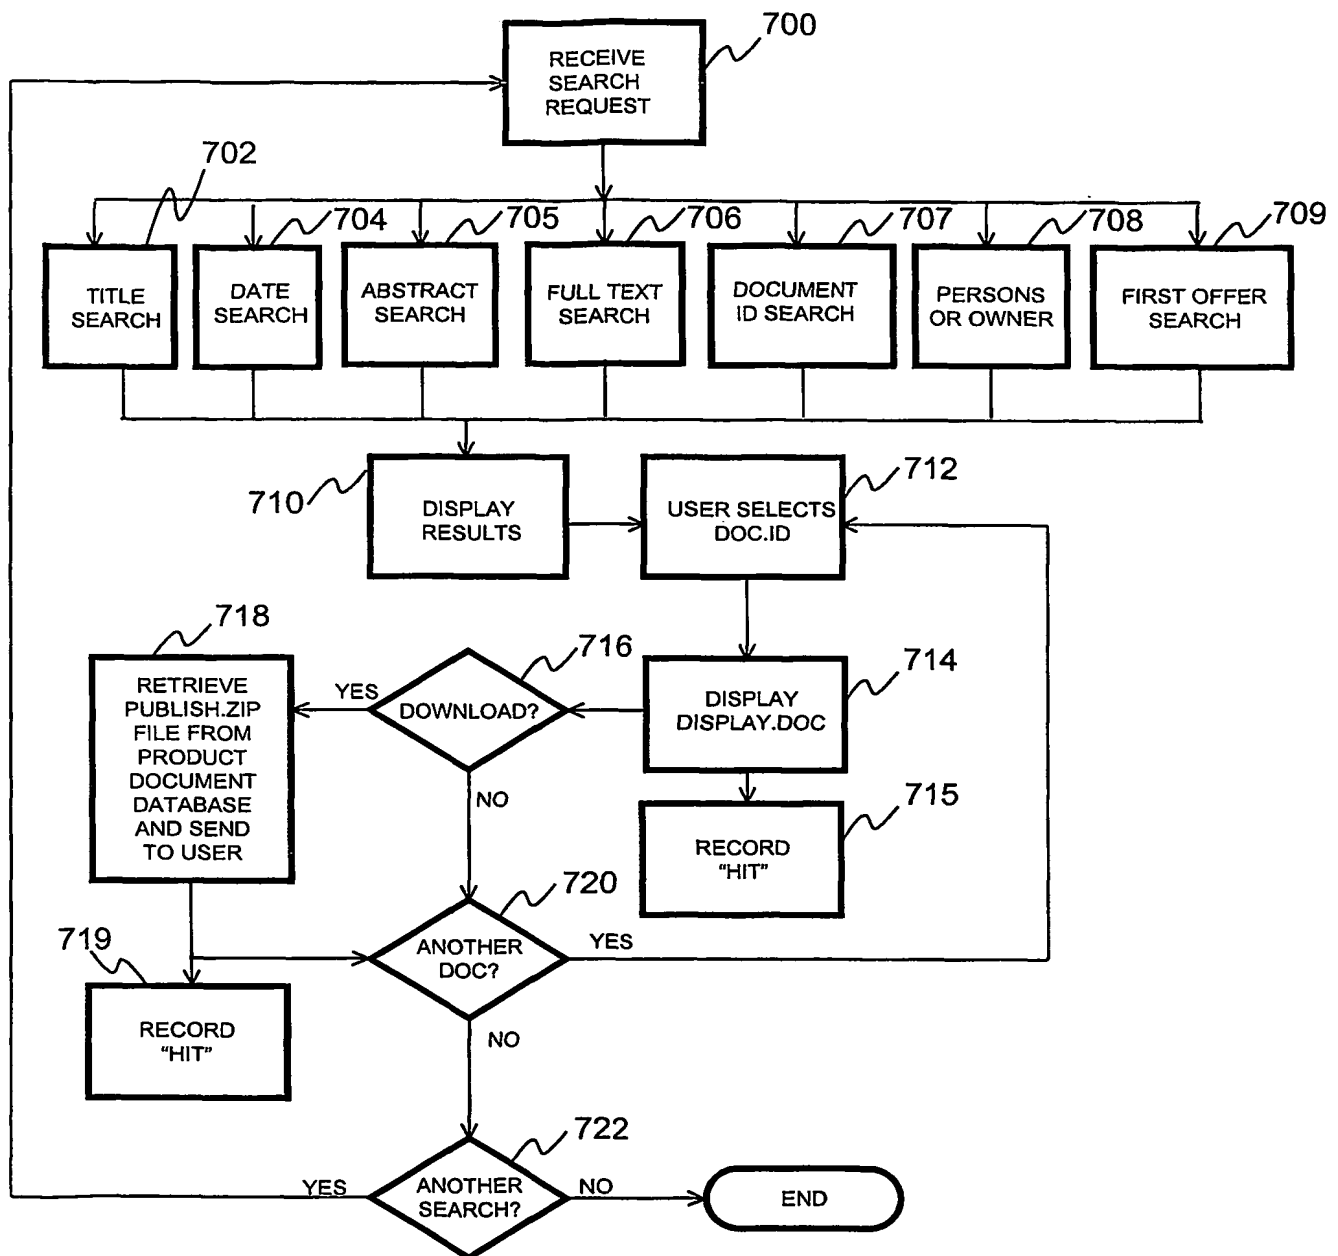 700
RECEIVE
SEARCH
REQUEST
702
704
705
706
707
708
709
TITLE
SEARCH
DATE
SEARCH
ABSTRACT
SEARCH
FULL TEXT
SEARCH
DOCUMENT
ID SEARCH
PERSONS
OR OWNER
FIRST OFFER
SEARCH
710
DISPLAY
RESULTS
712
USER SELECTS
DOC.ID
718
RETRIEVE
PUBLISH.ZIP
FILE FROM
PRODUCT
DOCUMENT
DATABASE
AND SEND
TO USER
YES
716
DOWNLOAD?
NO
714
DISPLAY
DISPLAY.DOC
715
RECORD
“HIT”
719
RECORD
“HIT”
720
ANOTHER
DOC?
YES
NO
722
YES
ANOTHER
SEARCH?
NO
END